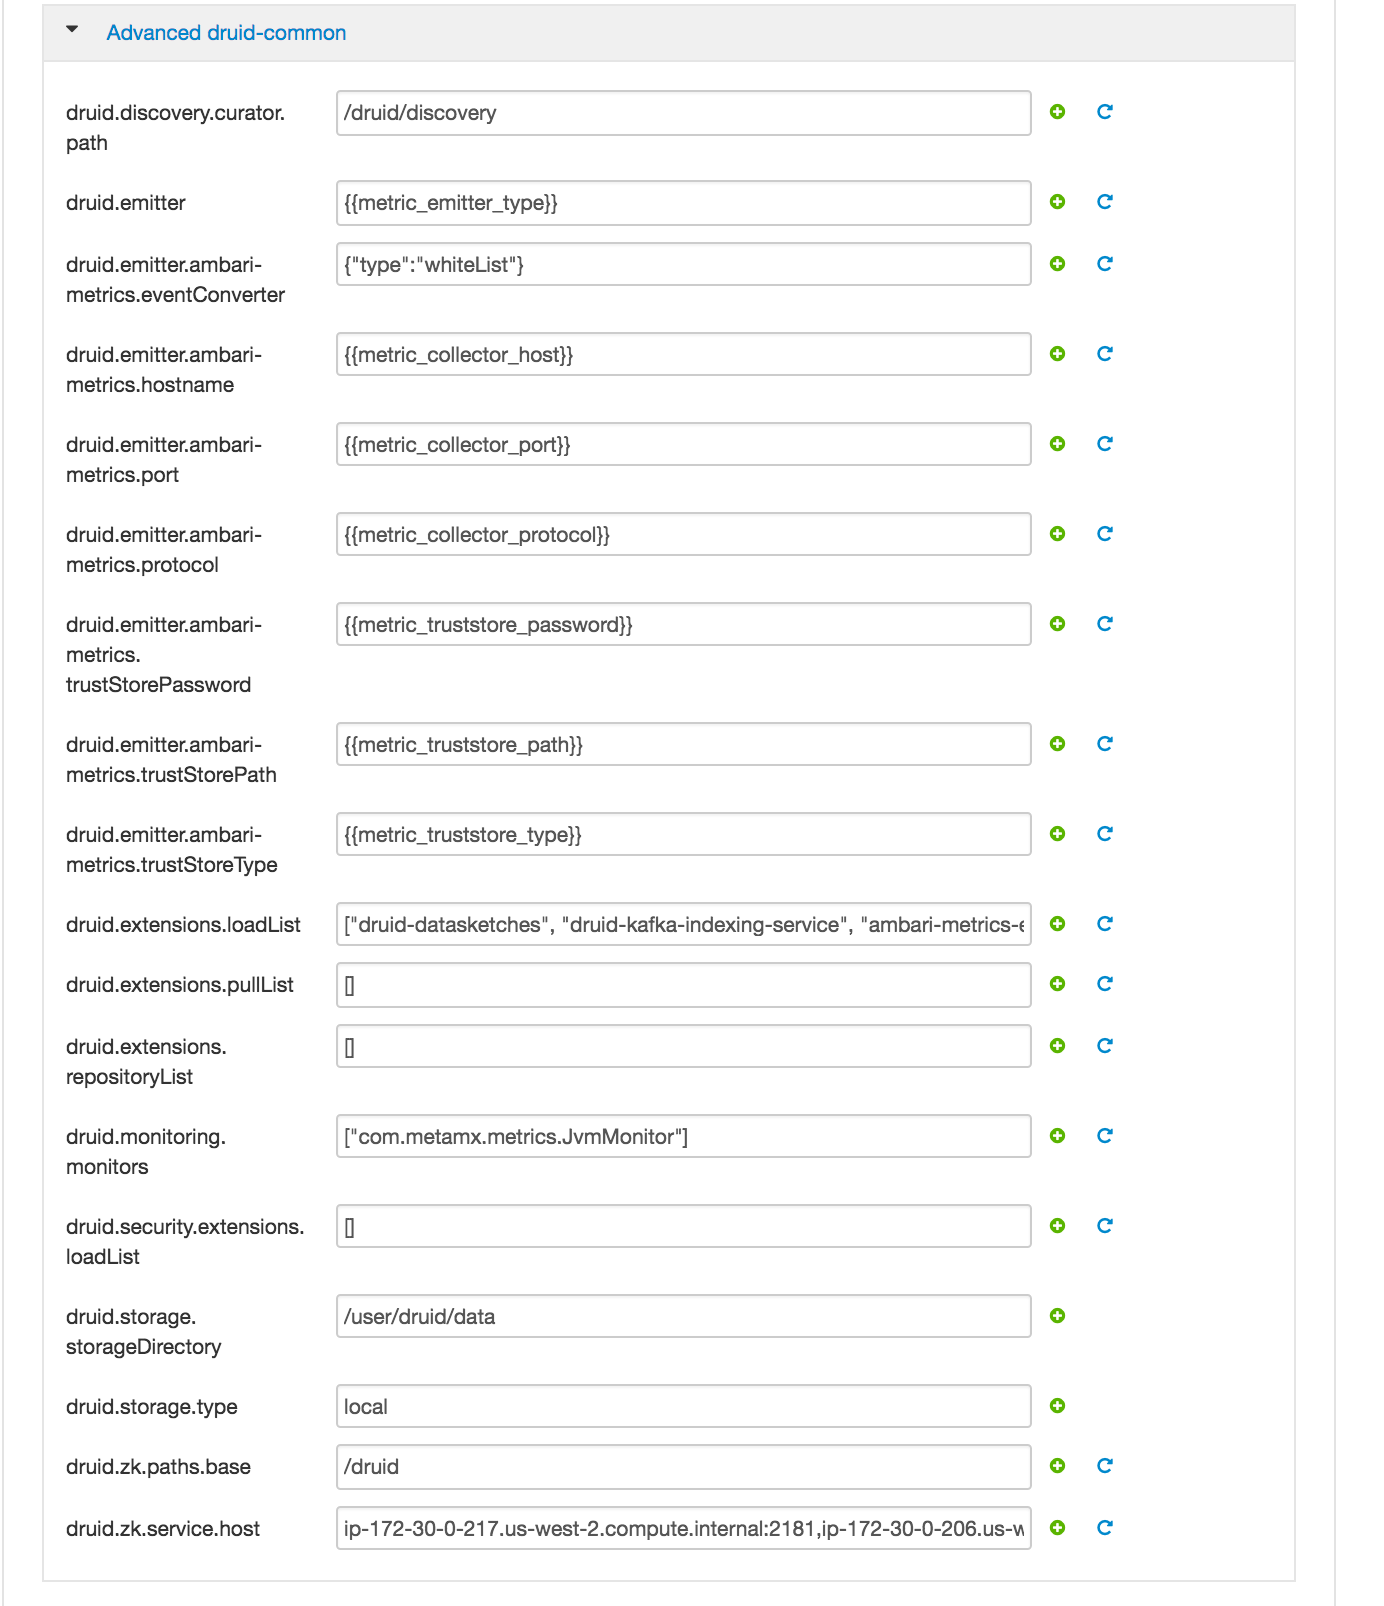 Advanced druid-common
druid.discovery.curator.
path
/druid/discovery
druid.emitter
{{metric_emitter_type}}
druid.emitter.ambari-
metrics.eventConverter
{"type":"whiteList"}
druid.emitter.ambari-
metrics.hostname
{{metric_collector_host}}
druid.emitter.ambari-
metrics.port
{{metric_collector_port}}
druid.emitter.ambari-
metrics.protocol
{{metric_collector_protocol}}
druid.emitter.ambari-
metrics.
trustStorePassword
{{metric_truststore_password}}
druid.emitter.ambari-
metrics.trustStorePath
{{metric_truststore_path}}
druid.emitter.ambari-
metrics.trustStoreType
{{metric_truststore_type}}
druid.extensions.loadList
["druid-datasketches", "druid-kafka-indexing-service", "ambari-metrics-e
druid.extensions.pullList
[]
druid.extensions.
repositoryList
[]
druid.monitoring.
monitors
["com.metamx.metrics.JvmMonitor"]
druid.security.extensions.
loadList
[]
druid.storage.
storageDirectory
/user/druid/data
druid.storage.type
local
druid.zk.paths.base
/druid
druid.zk.service.host
ip-172-30-0-217.us-west-2.compute.internal:2181,ip-172-30-0-206.us-w